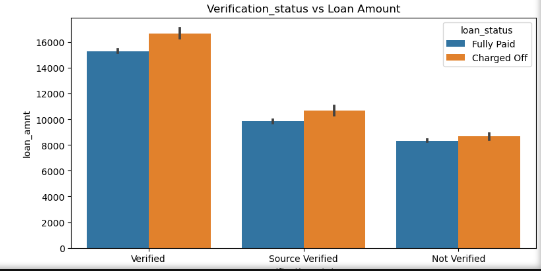 Verification_status vs Loan Amount
loan_status
Fully Paid
Charged Off
loan_amnt
16000
14000
12000
10000
8000
6000
4000
2000
0
Verified
Source Verified
Not Verified